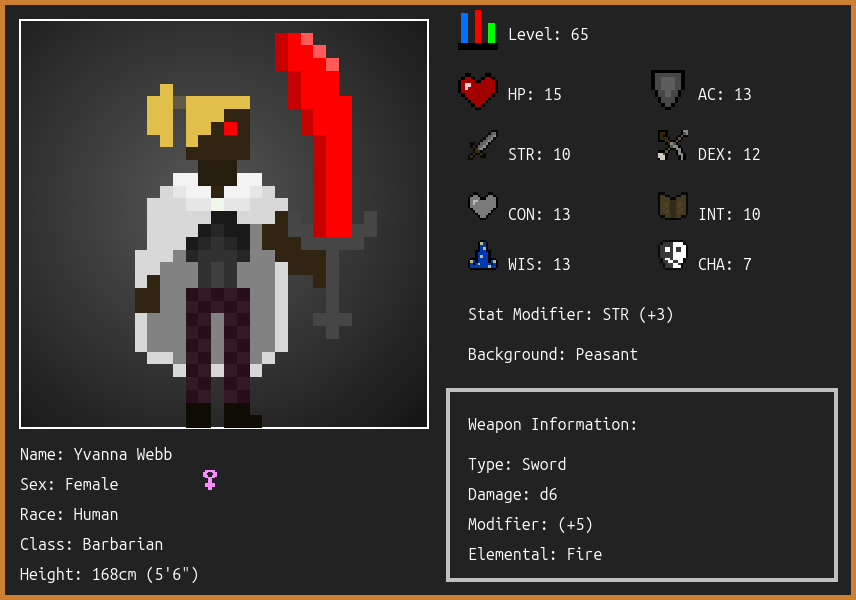 Level: 65
HP: 15
AC: 13
STR: 10
DEX: 12
CON: 13
INT: 10
WIS: 13
CHA: 7
Stat Modifier: STR (+3)
Background: Peasant
Weapon Information:
Type: Sword
Damage: d6
Modifier: (+5)
Elemental: Fire
Name: Yvanna Webb
Sex: Female
Race: Human
Class: Barbarian
Height: 168cm (5'6")